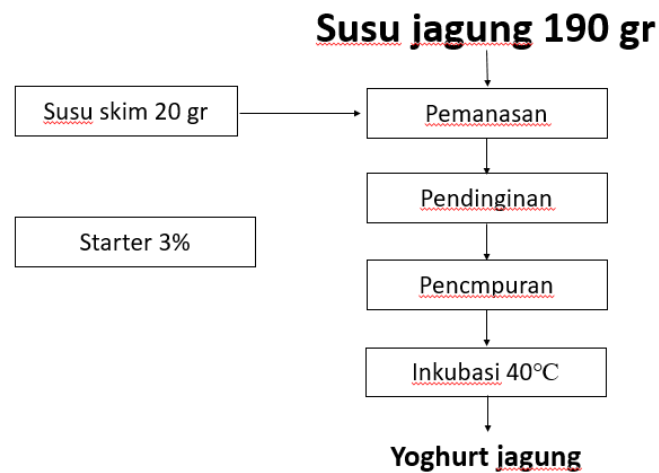 Susu jagung 190 gr
Susu skim 20 gr
Pemanasan
Pendinginan
Starter 3%
Pencmpuran
Inkubasi 40°C
Yoghurt jagung